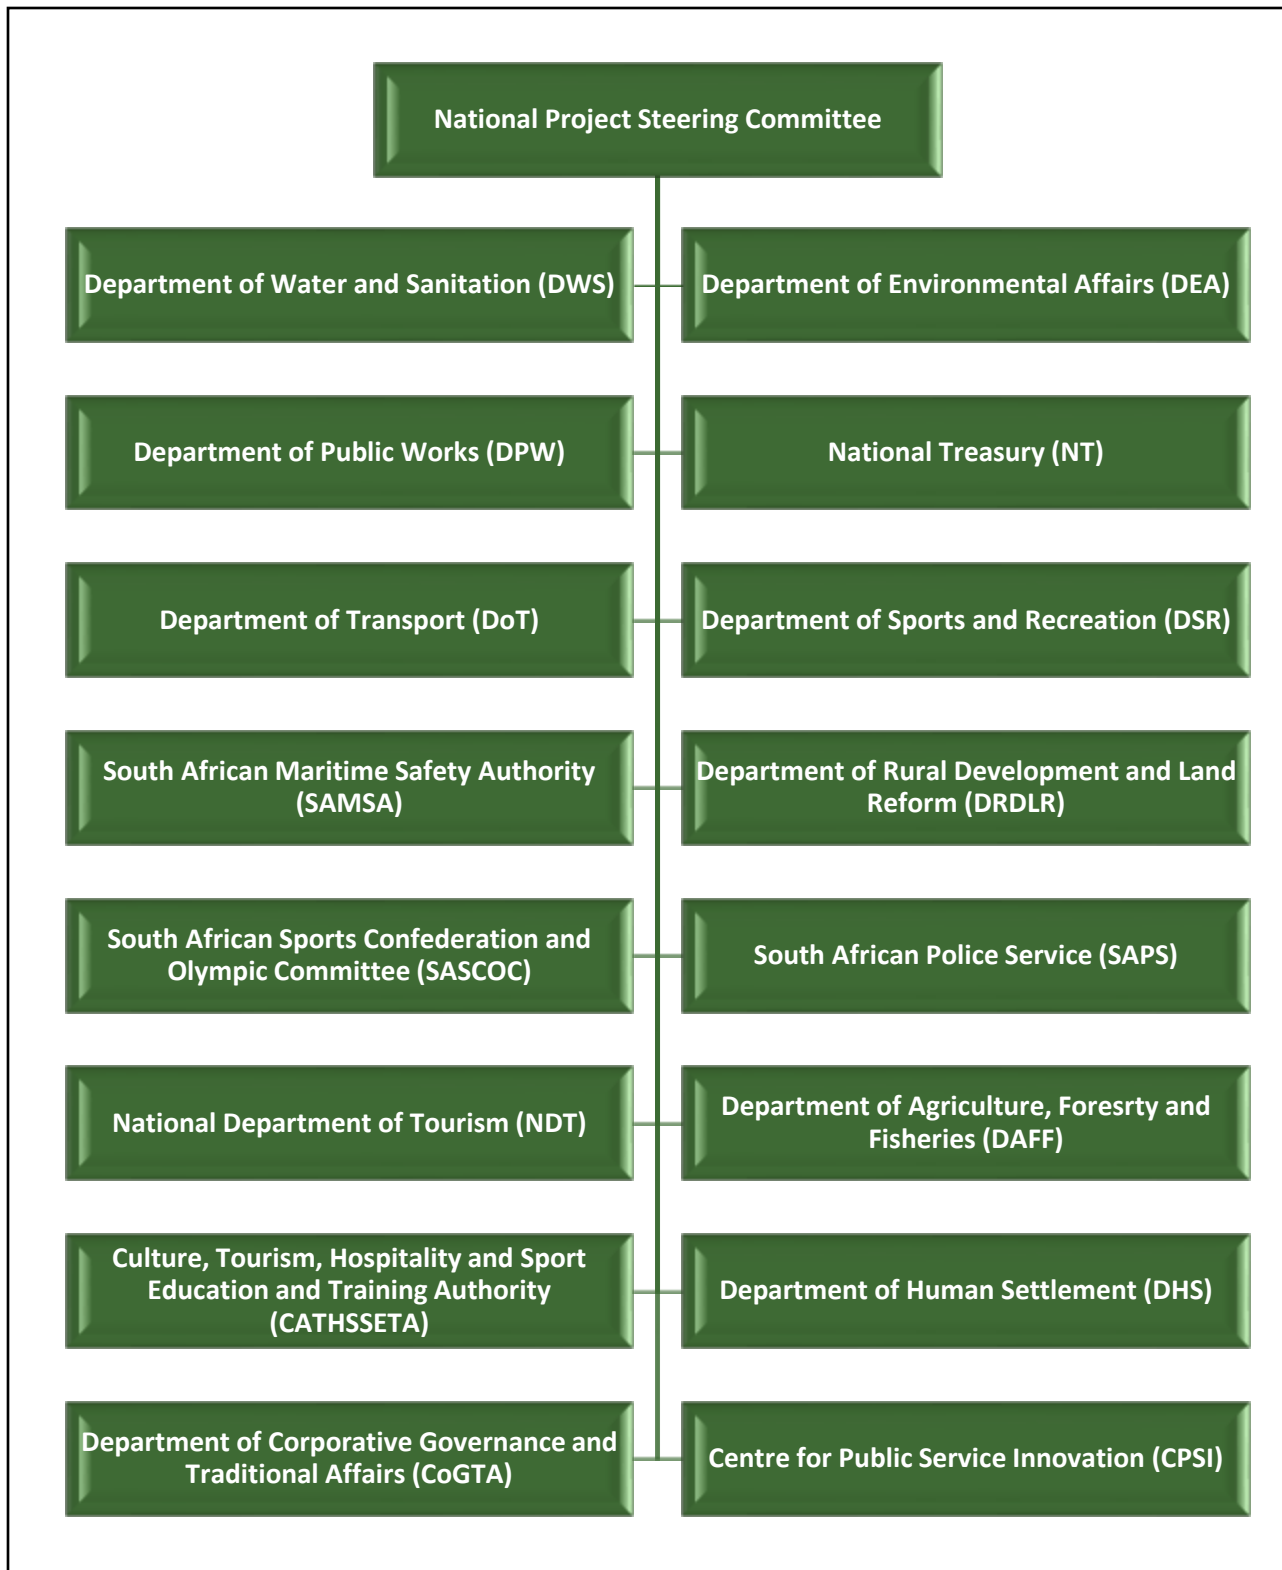 National Project Steering Committee
Department of Water and Sanitation (DWS)
Department of Environmental Affairs (DEA)
Department of Public Works (DPW)
National Treasury (NT)
Department of Transport (DoT)
Department of Sports and Recreation (DSR)
South African Maritime Safety Authority
(SAMSA)
Department of Rural Development and Land
Reform (DRDLR)
South African Sports Confederation and
Olympic Committee (SASCOC)
South African Police Service (SAPS)
National Department of Tourism (NDT)
Department of Agriculture, Foresrty and
Fisheries (DAFF)
Culture, Tourism, Hospitality and Sport
Education and Training Authority
(CATHSSETA)
Department of Human Settlement (DHS)
Department of Corporative Governance and
Traditional Affairs (CoGTA)
Centre for Public Service Innovation (CPSI)